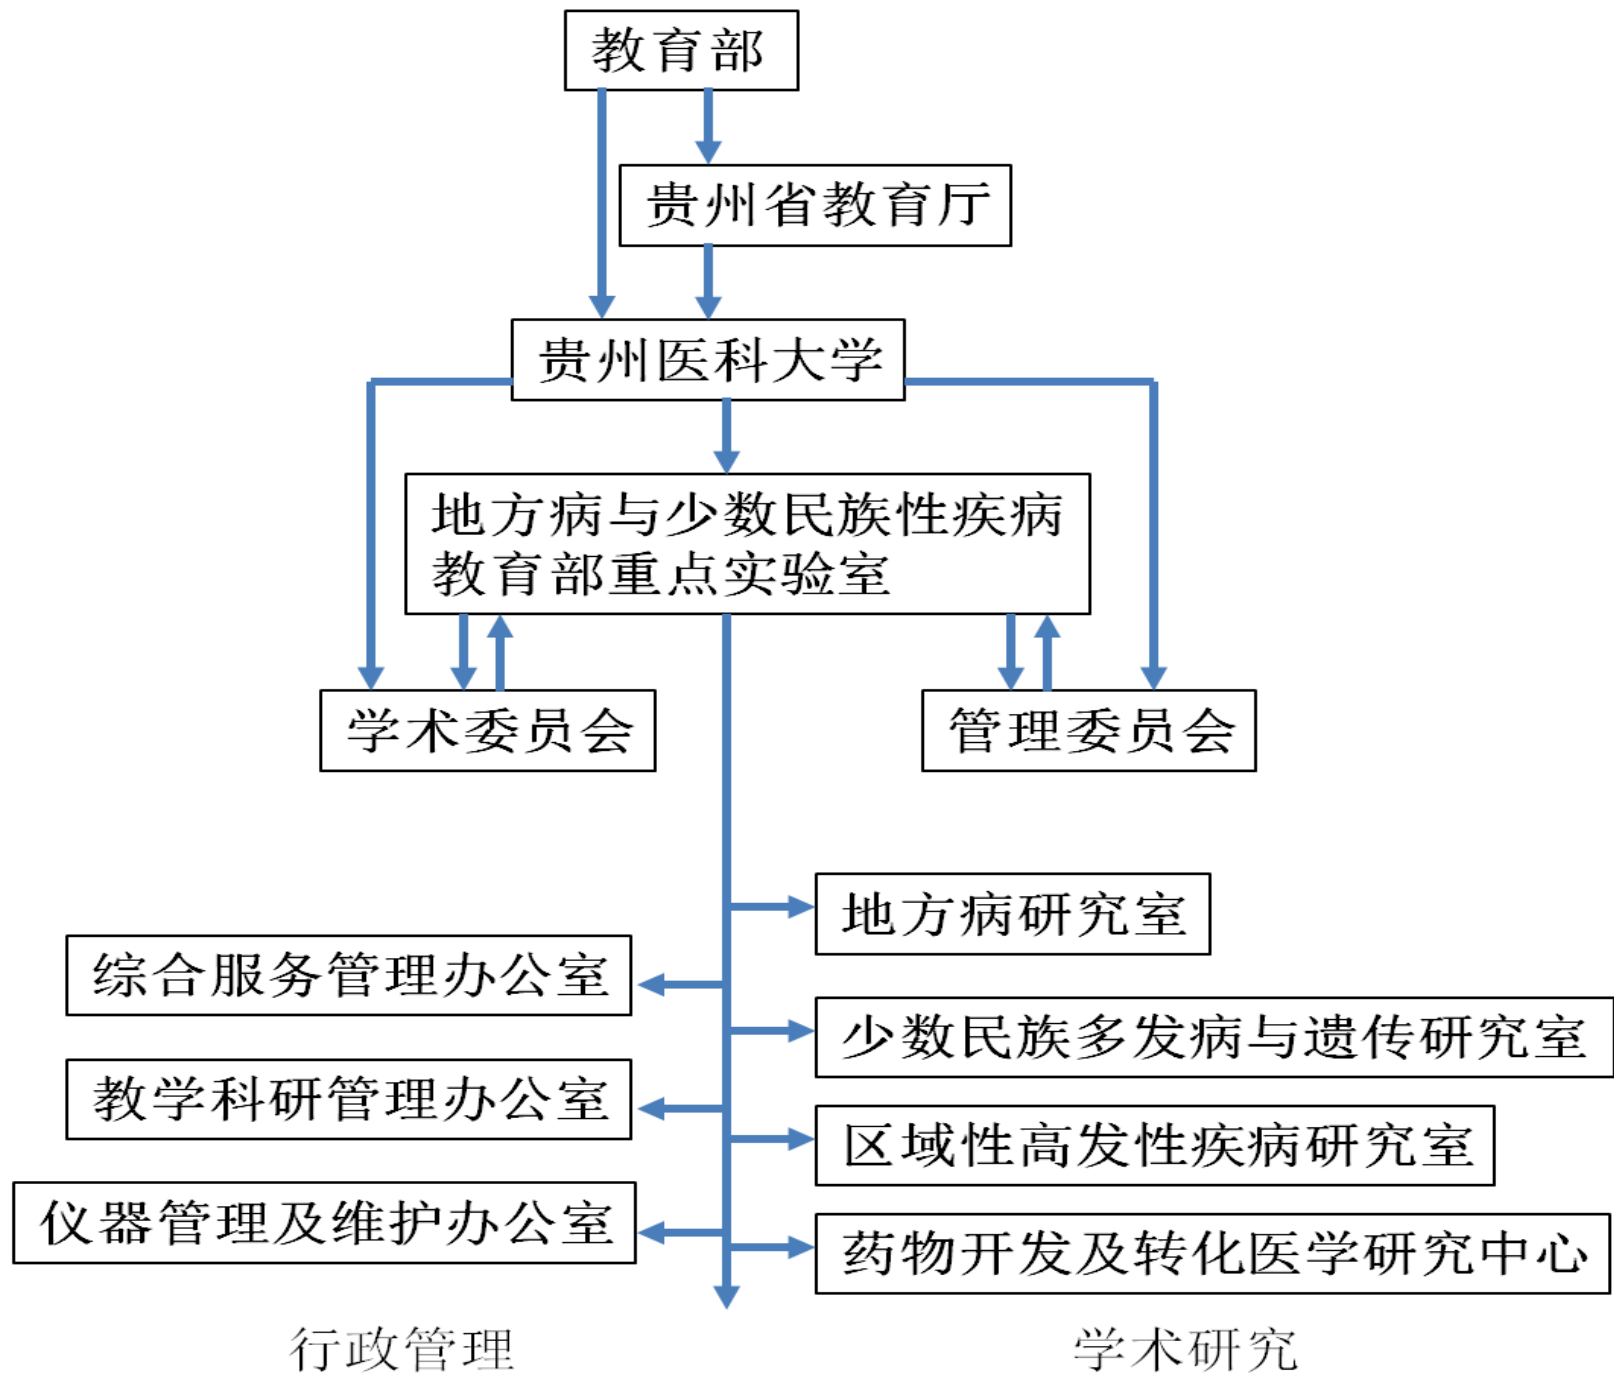 教育部
贵州省教育厅
贵州医科大学
地方病与少数民族性疾病
教育部重点实验室
学术委员会
管理委员会
地方病研究室
综合服务管理办公室
少数民族多发病与遗传研究室
教学科研管理办公室
区域性高发性疾病研究室
仪器管理及维护办公室
药物开发及转化医学研究中心
行政管理
学术研究